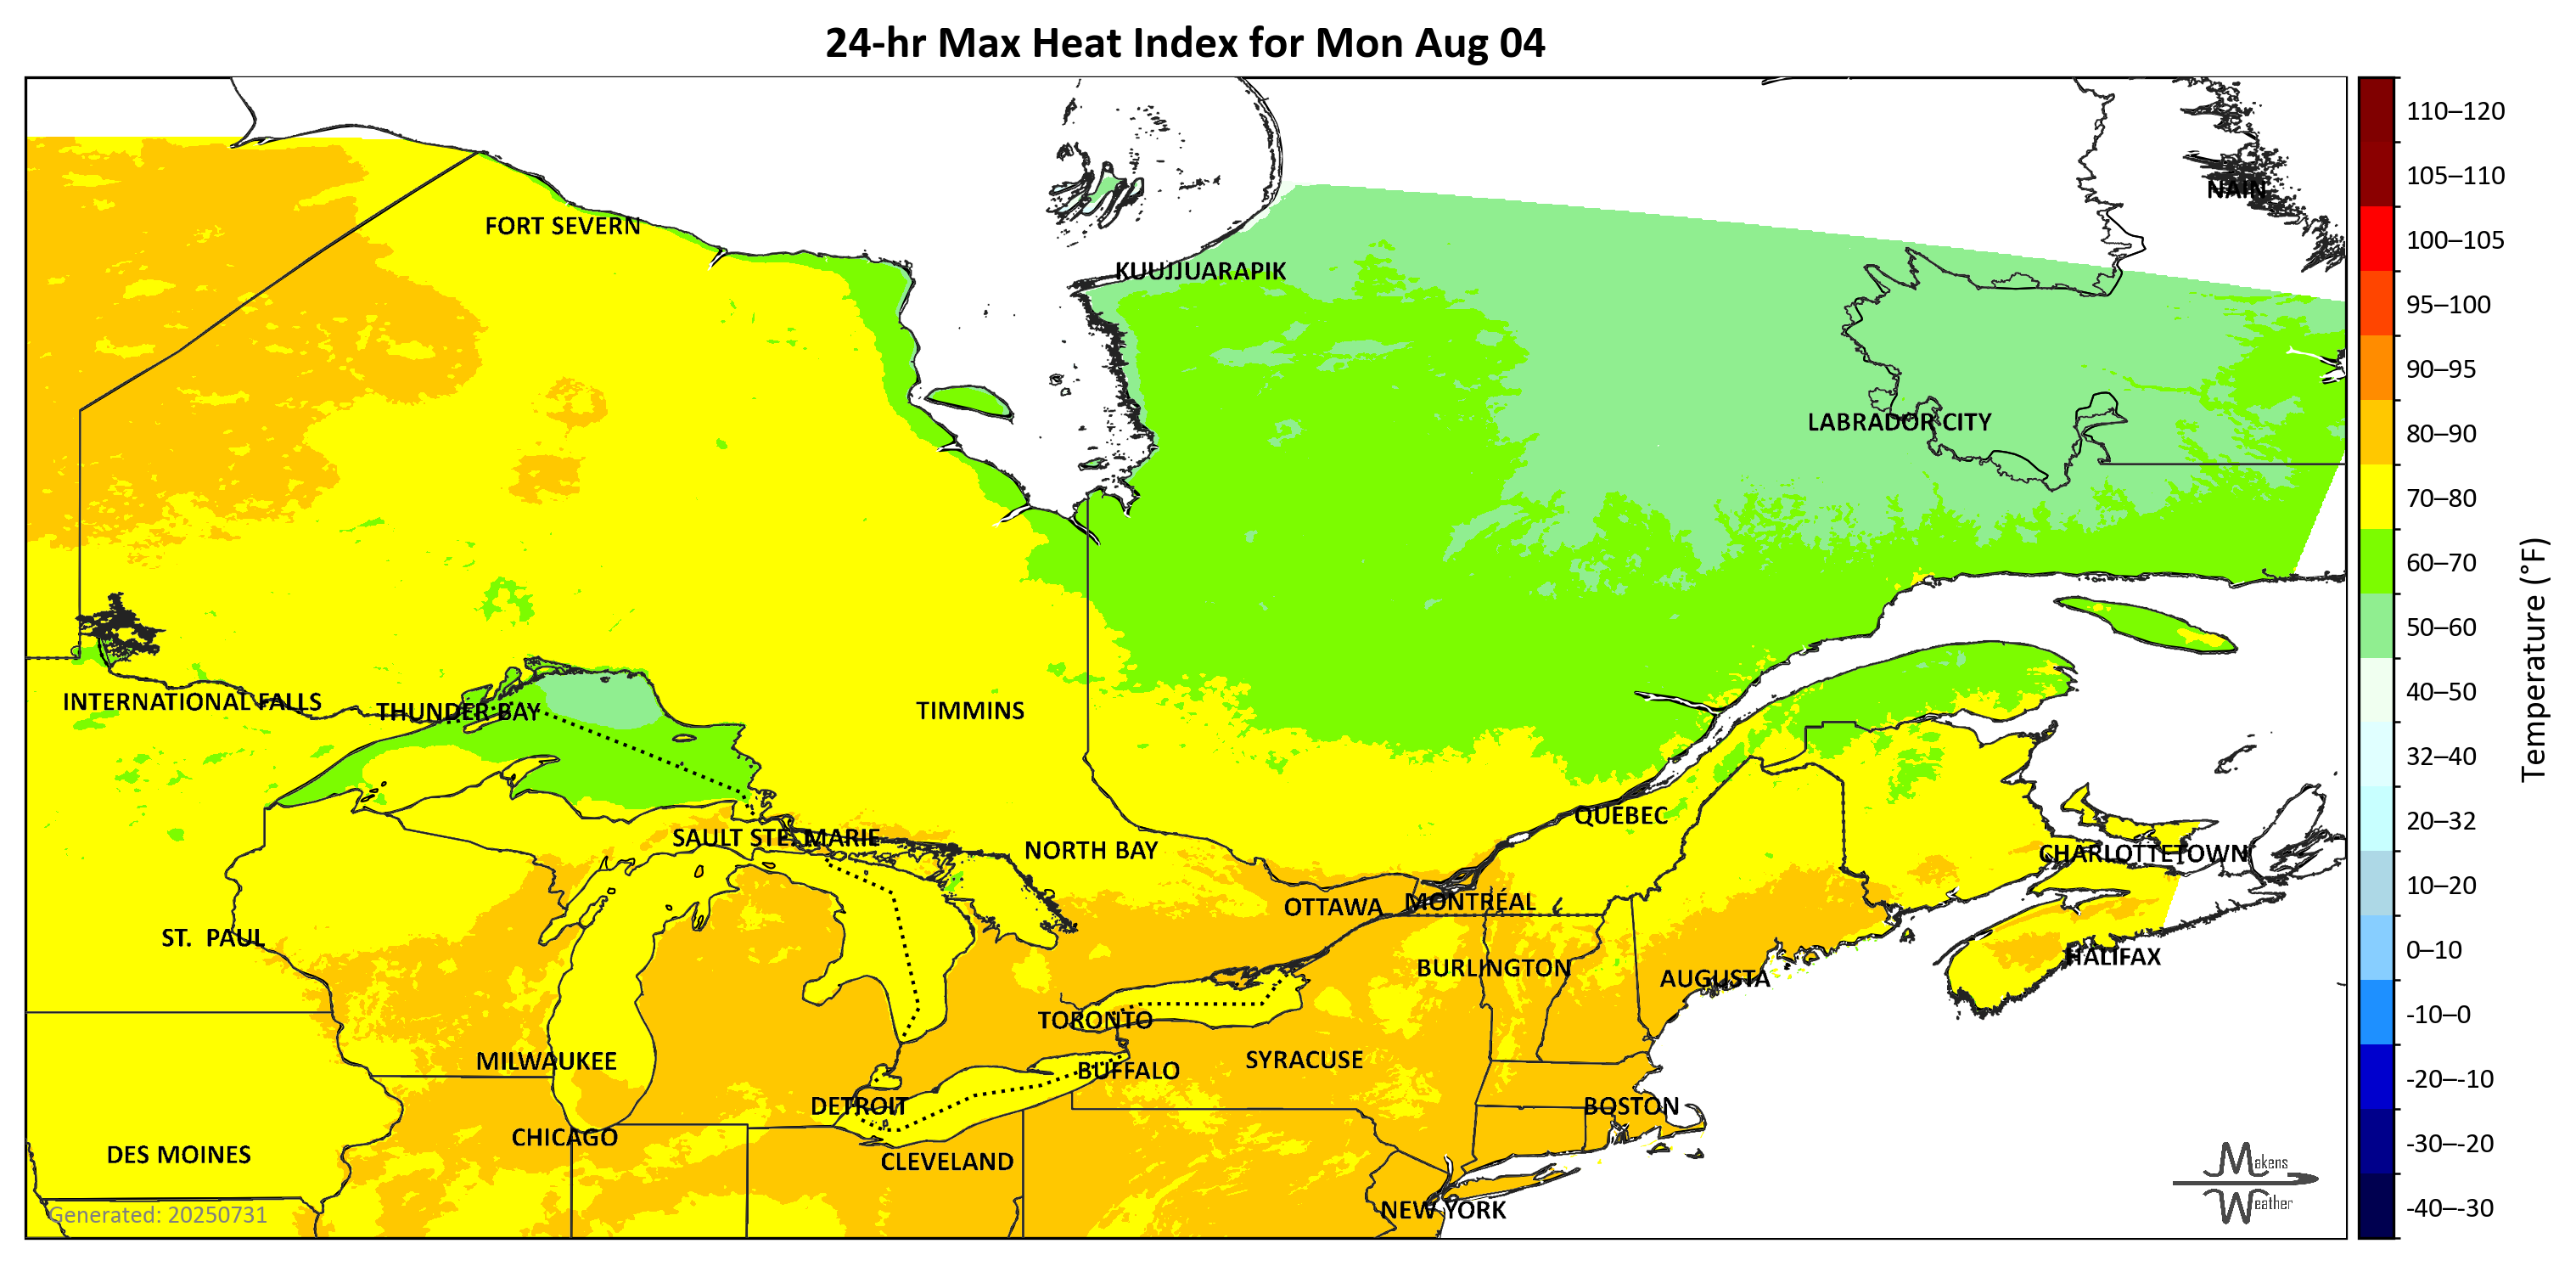 24-hr Max Heat Index for Mon Aug 04
NAIN
FORT SEVERN
KUUJJUARAPIK
LABRADOR CITY
INTERNATIONAL FALLS
THUNDER BAY
TIMMINS
QUÉBEC
SAULT STE. MARIE
NORTH BAY
CHARLOTTETOWN
MONTRÉAL
OTTAWA
ST. PAUL
HALIFAX
BURLINGTON
AUGUSTA
TORONTO
MILWAUKEE
SYRACUSE
BUFFALO
DETROIT
BOSTON
CHICAGO
DES MOINES
CLEVELAND
NEW YORK
Generated: 20250731
Makens
Weather
110–120
105–110
100–105
95–100
90–95
80–90
70–80
60–70
50–60
40–50
32–40
20–32
10–20
0–10
-10–0
-20–-10
-30–-20
-40–-30
Temperature (°F)